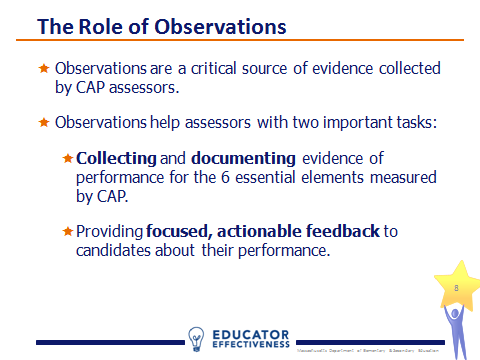 The Role of Observations
Observations are a critical source of evidence collected
by CAP assessors.
Observations help assessors with two important tasks:
Collecting and documenting evidence of
performance for the 6 essential elements measured
by CAP.
Providing focused, actionable feedback to
candidates about their performance.
8
EDUCATOR
EFFECTIVENESS
Massachusetts Department of Elementary & Secondary Education